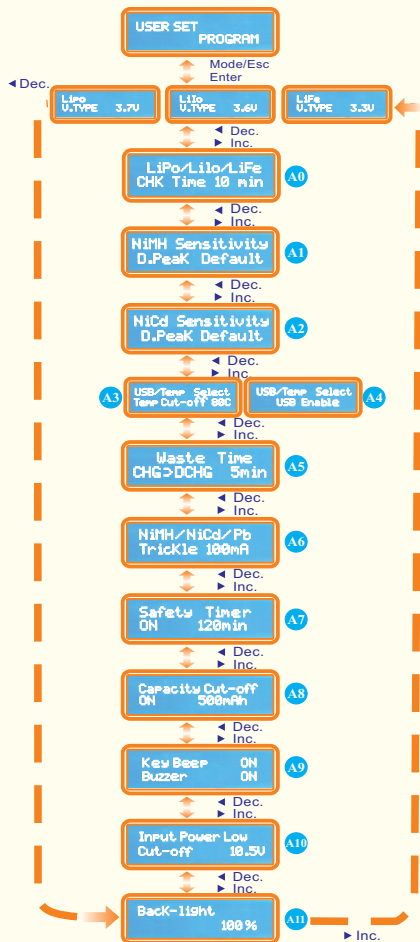 USER SET
PROGRAM
Mode/Esc
Enter
◄ Dec.
Lipo
V.TYPE 3.7V
LiIo
V.TYPE 3.6V
LiFe
V.TYPE 3.3V
◄ Dec.
► Inc.
LiPo/LiIo/LiFe
CHK Time 10 min
A0
◄ Dec.
► Inc.
NiMH Sensitivity
D.PeaK Default
A1
◄ Dec.
► Inc.
NiCd Sensitivity
D.PeaK Default
A2
◄ Dec.
► Inc.
A3
USB/Temp Select
Temp Cut-off 80C
USB/Temp Select
USB Enable
A4
◄ Dec.
► Inc.
Waste Time
CHG>DCHG 5min
A5
◄ Dec.
► Inc.
NiMH/NiCd/Pb
TricKle 100mA
A6
◄ Dec.
► Inc.
Safety Timer
ON 120min
A7
◄ Dec.
► Inc.
Capacity Cut-off
ON 500mAh
A8
◄ Dec.
► Inc.
Key Beep ON
Buzzer ON
A9
◄ Dec.
► Inc.
Input Power Low
Cut-off 10.5V
A10
◄ Dec.
► Inc.
BacK-light
100%
A11
► Inc.